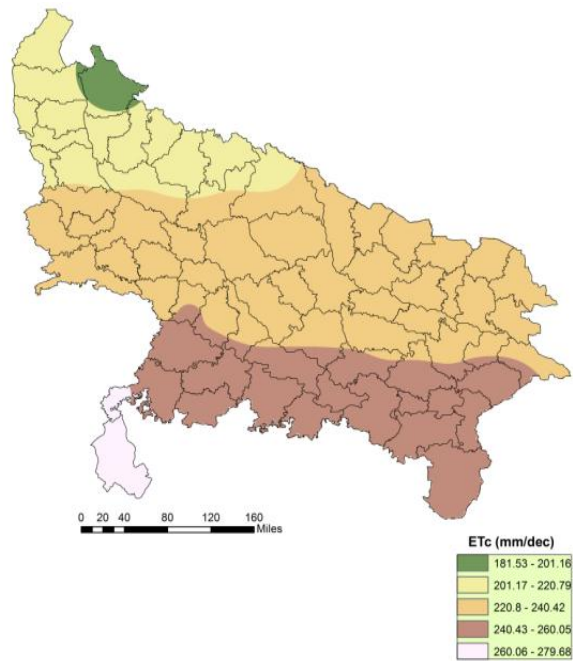 0 20 40 80 120 160
Miles
ETc (mm/dec)
181.53 - 201.16
201.17 - 220.79
220.8 - 240.42
240.43 - 260.05
260.06 - 279.68